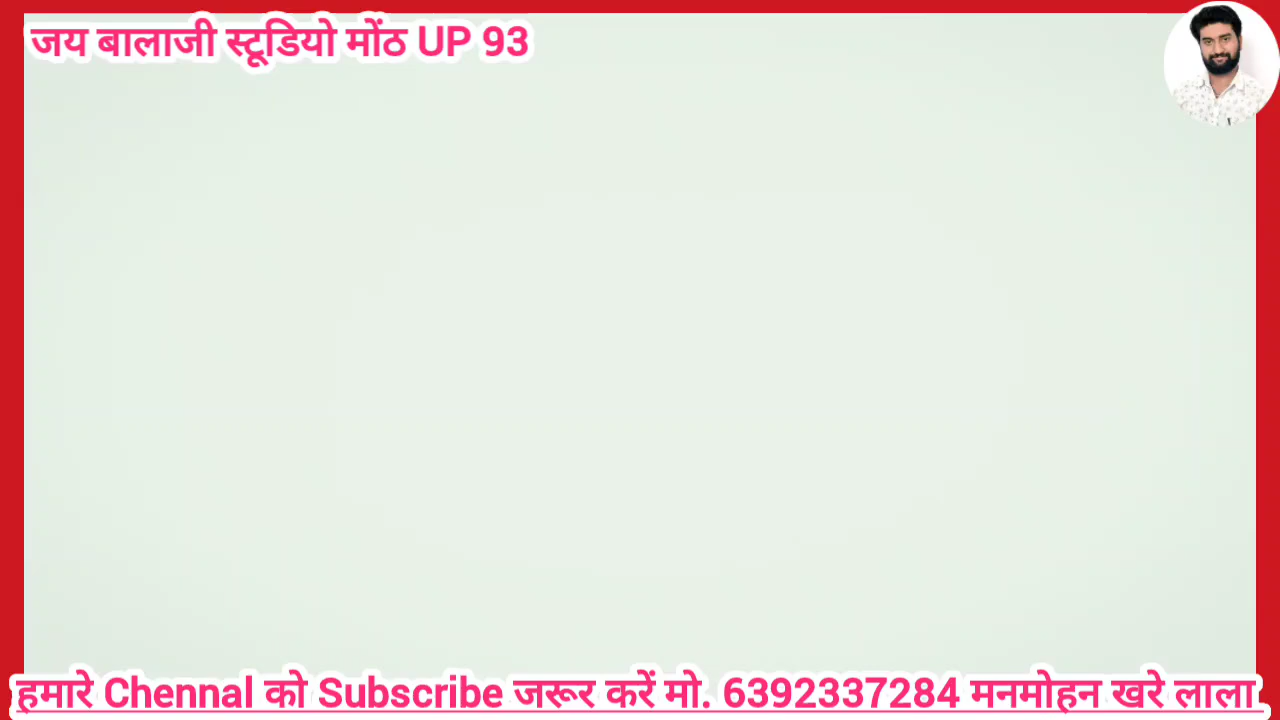 जय बालाजी स्टूडियो मोंठ UP 93
हमारे Chennal को Subscribe जरूर करें मो. 6392337284 मनमोहन खरे लाला